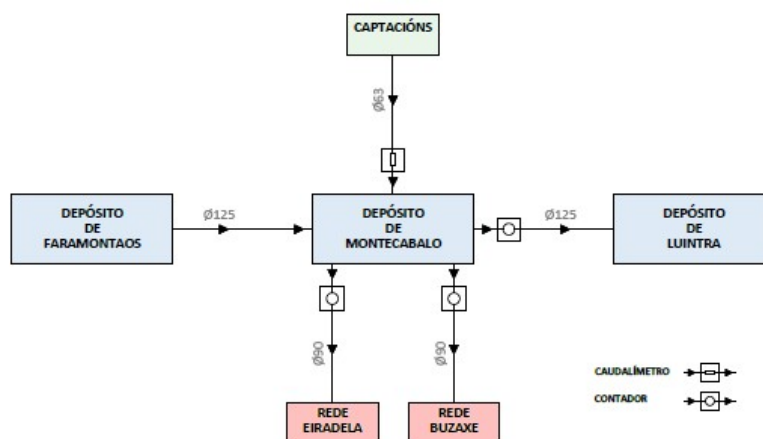 CAPTACIÓNS
Ø63
DEPÓSITO
DE
FARAMONTAOS
Ø125
DEPÓSITO
DE
MONTECABALO
Ø125
DEPÓSITO
DE
LUINTRA
Ø90
Ø90
CAUDALÍMETRO
CONTADOR
REDE
EIRADELA
REDE
BUZAXE